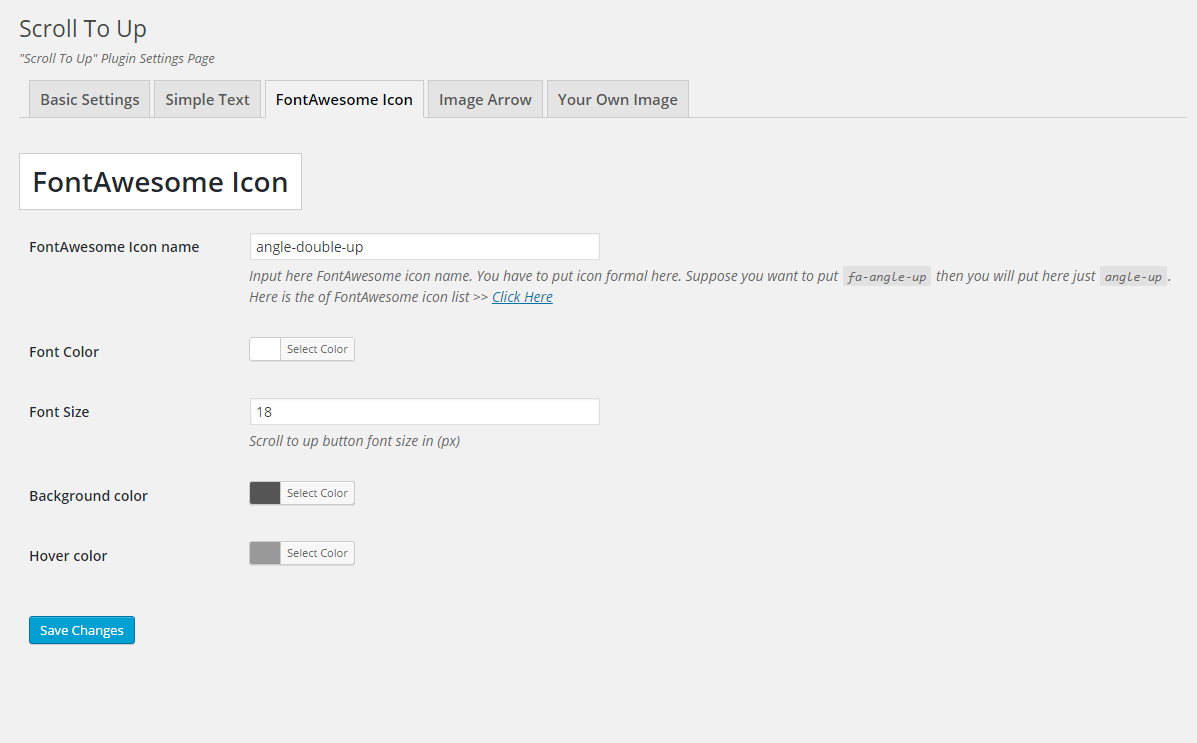 Scroll To Up
"Scroll To Up" Plugin Settings Page
Basic Settings
Simple Text
FontAwesome Icon
Image Arrow
Your Own Image
FontAwesome Icon
FontAwesome Icon name
angle-double-up
Input here FontAwesome icon name. You have to put icon formal here. Suppose you want to put fa-angle-up then you will put here just angle-up .
Here is the of FontAwesome icon list >> Click Here
Font Color
Select Color
Font Size
18
Scroll to up button font size in (px)
Background color
Select Color
Hover color
Select Color
Save Changes